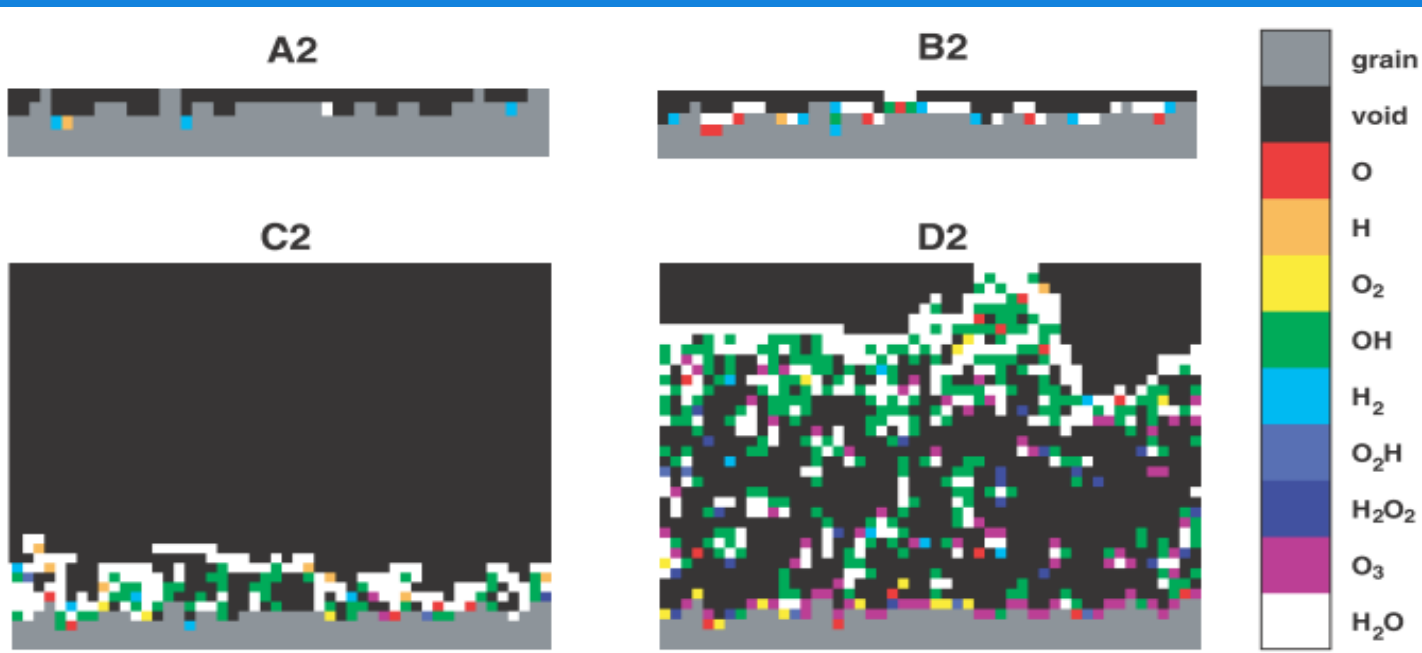 A2
B2
C2
D2
grain
void
O
H
O₂
OH
H₂
O₂H
H₂O₂
O₃
H₂O